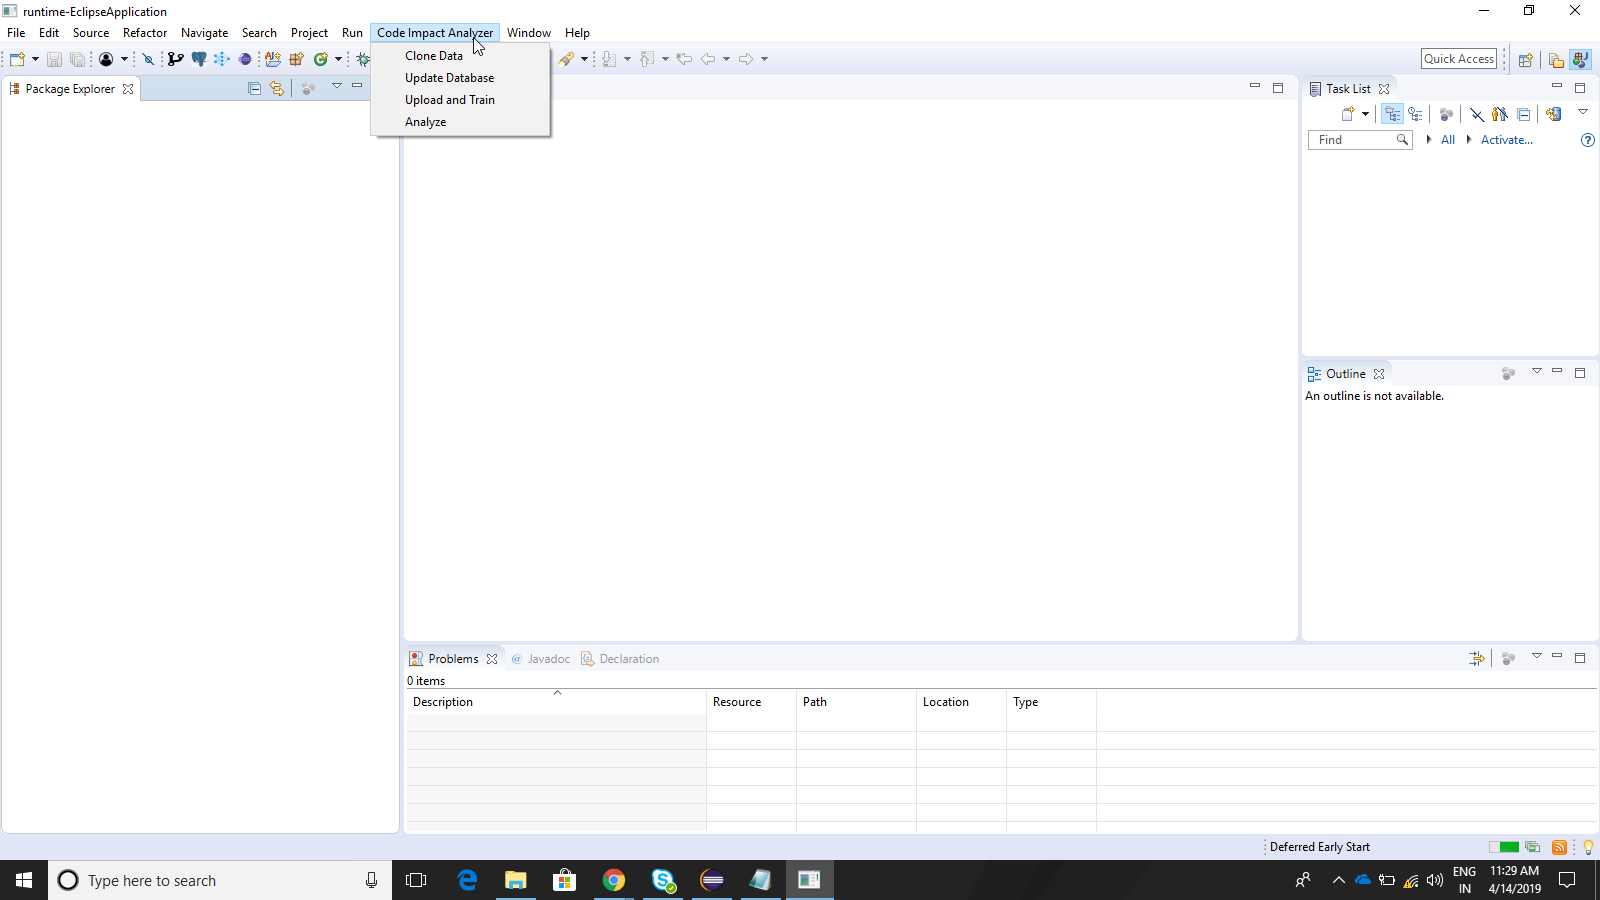 runtime-EclipseApplication
File Edit Source Refactor Navigate Search Project Run Code Impact Analyzer Window Help
Clone Data
Update Database
Upload and Train
Analyze
Quick Access
Package Explorer
Task List
Find
All
Activate...
Outline
An outline is not available.
Problems @ Javadoc Declaration
0 items
Description Resource Path Location Type
Deferred Early Start
Type here to search
ENG
IN
11:29 AM
4/14/2019